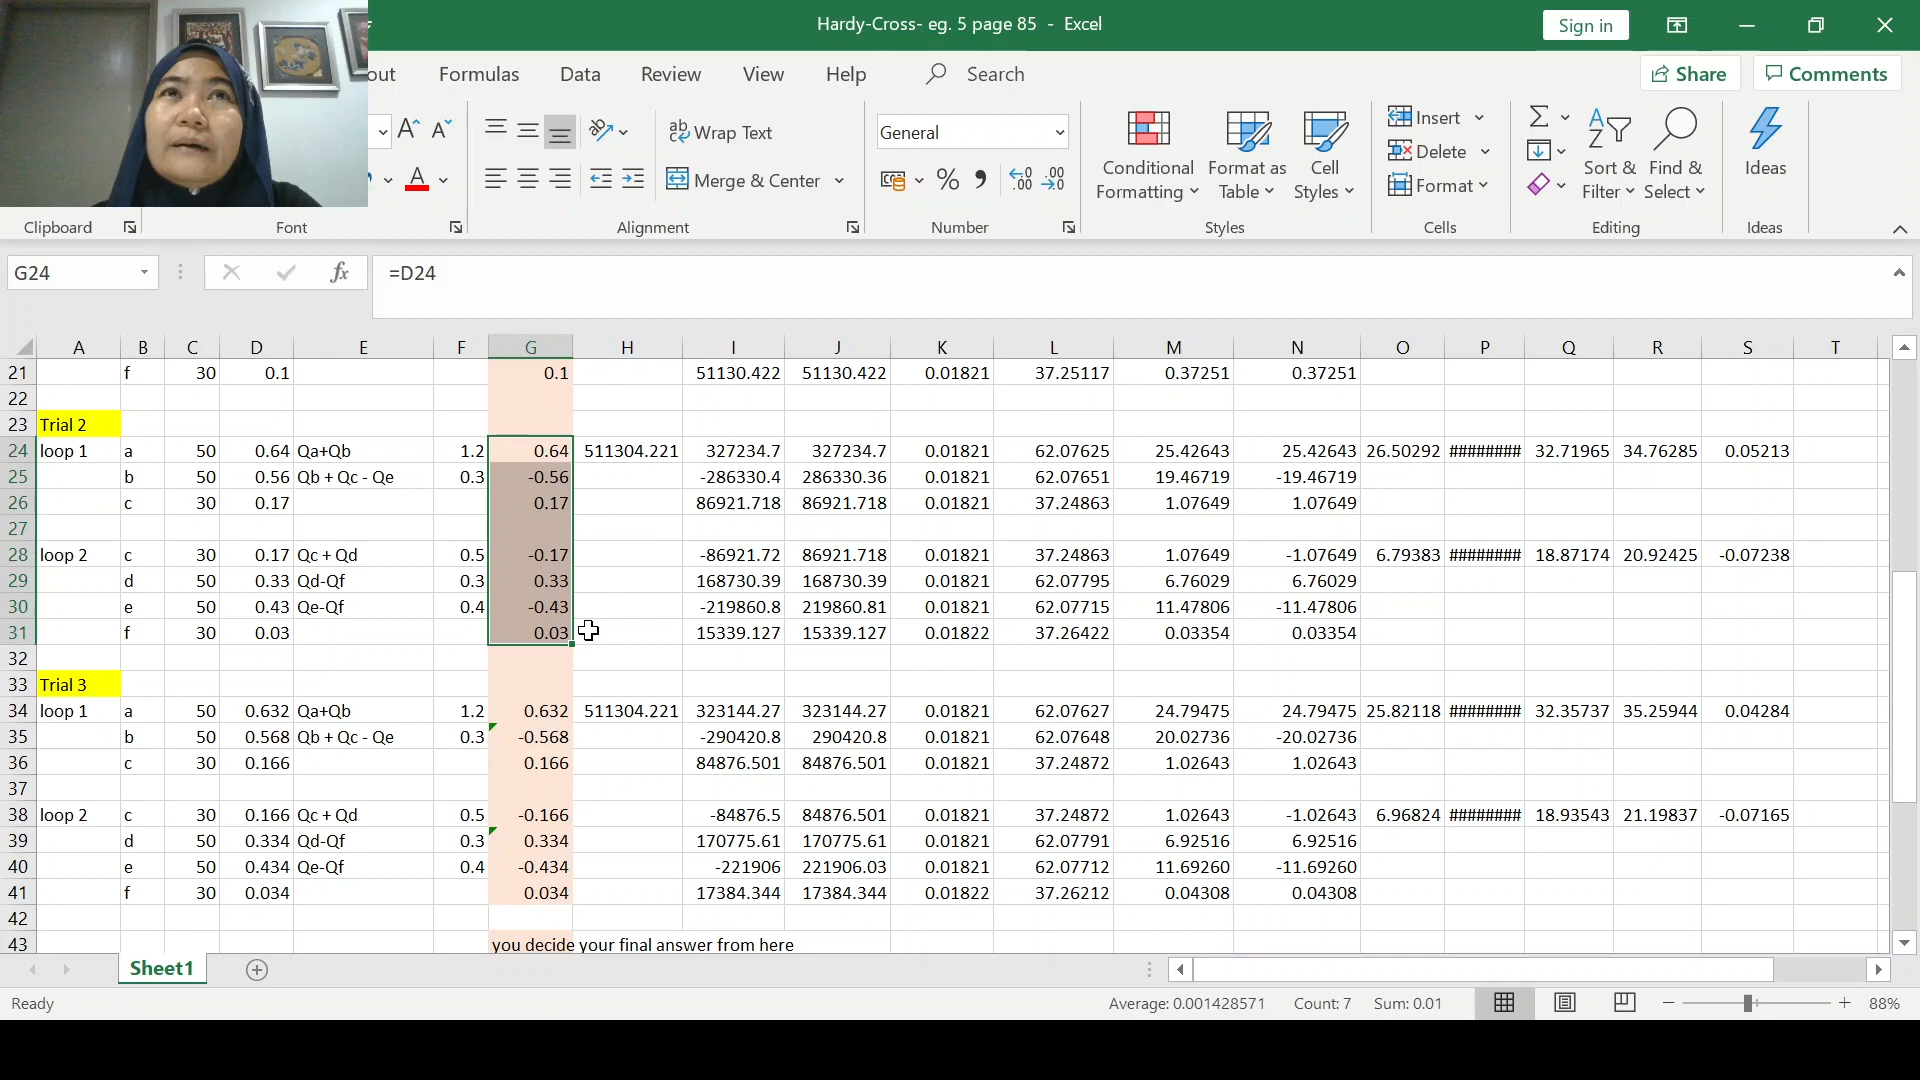 Hardy-Cross- eg. 5 page 85 - Excel
Sign in
out Formulas Data Review View Help Search
Share Comments
Wrap Text
General
Merge & Center
Conditional Formatting
Format as Table
Cell Styles
Insert
Delete
Format
Sort & Filter
Find & Select
Ideas
Clipboard Font Alignment Number Styles Cells Editing Ideas
G24 fx =D24
A B C D E F G H I J K L M N O P Q R S T
21 f 30 0.1 0.1 51130.422 51130.422 0.01821 37.25117 0.37251 0.37251
22
23 Trial 2
24 loop 1 a 50 0.64 Qa+Qb 1.2 0.64 511304.221 327234.7 327234.7 0.01821 62.07625 25.42643 25.42643 26.50292 ######## 32.71965 34.76285 0.05213
25 b 50 0.56 Qb + Qc - Qe 0.3 -0.56 -286330.4 286330.36 0.01821 62.07651 19.46719 -19.46719
26 c 30 0.17 0.17 86921.718 86921.718 0.01821 37.24863 1.07649 1.07649
27
28 loop 2 c 30 0.17 Qc + Qd 0.5 -0.17 -86921.72 86921.718 0.01821 37.24863 1.07649 -1.07649 6.79383 ######## 18.87174 20.92425 -0.07238
29 d 50 0.33 Qd-Qf 0.3 0.33 168730.39 168730.39 0.01821 62.07795 6.76029 6.76029
30 e 50 0.43 Qe-Qf 0.4 -0.43 -219860.8 219860.81 0.01821 62.07715 11.47806 -11.47806
31 f 30 0.03 0.03 15339.127 15339.127 0.01822 37.26422 0.03354 0.03354
32
33 Trial 3
34 loop 1 a 50 0.632 Qa+Qb 1.2 0.632 511304.221 323144.27 323144.27 0.01821 62.07627 24.79475 24.79475 25.82118 ######## 32.35737 35.25944 0.04284
35 b 50 0.568 Qb + Qc - Qe 0.3 -0.568 -290420.8 290420.8 0.01821 62.07648 20.02736 -20.02736
36 c 30 0.166 0.166 84876.501 84876.501 0.01821 37.24872 1.02643 1.02643
37
38 loop 2 c 30 0.166 Qc + Qd 0.5 -0.166 -84876.5 84876.501 0.01821 37.24872 1.02643 -1.02643 6.96824 ######## 18.93543 21.19837 -0.07165
39 d 50 0.334 Qd-Qf 0.3 0.334 170775.61 170775.61 0.01821 62.07791 6.92516 6.92516
40 e 50 0.434 Qe-Qf 0.4 -0.434 -221906 221906.03 0.01821 62.07712 11.69260 -11.69260
41 f 30 0.034 0.034 17384.344 17384.344 0.01822 37.26212 0.04308 0.04308
42
43 you decide your final answer from here
Sheet1
Ready Average: 0.001428571 Count: 7 Sum: 0.01 88%